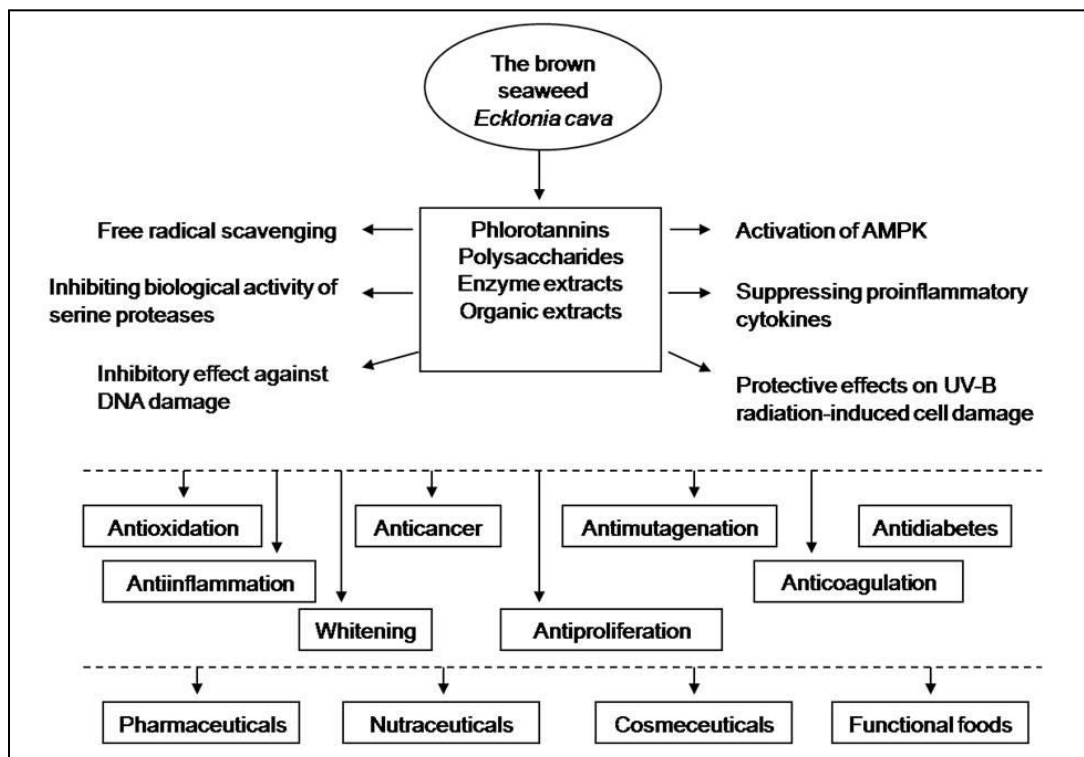 The brown
seaweed
Ecklonia cava
Free radical scavenging
Inhibiting biological activity of
serine proteases
Inhibitory effect against
DNA damage
Phlorotannins
Polysaccharides
Enzyme extracts
Organic extracts
Activation of AMPK
Suppressing proinflammatory
cytokines
Protective effects on UV-B
radiation-induced cell damage
Antioxidation
Anticancer
Antimutagenation
Antidiabetes
Antiinflammation
Anticoagulation
Whitening
Antiproliferation
Pharmaceuticals
Nutraceuticals
Cosmeceuticals
Functional foods